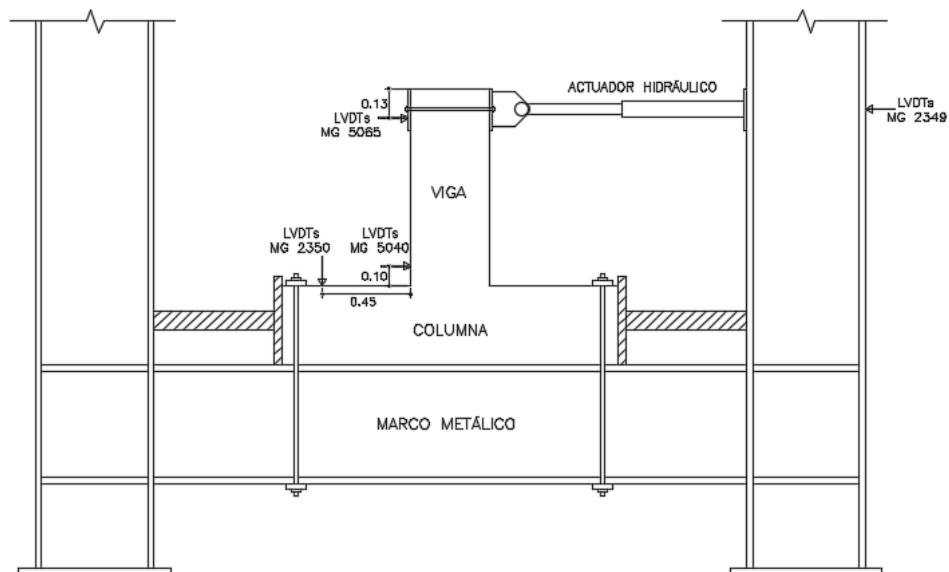 ACTUADOR HIDRÁULICO
0.13
LVDTs
MG 5065
LVDTs
MG 2349
VIGA
LVDTs
MG 2350
LVDTs
MG 5040
0.10
0.45
COLUMNA
MARCO METÁLICO